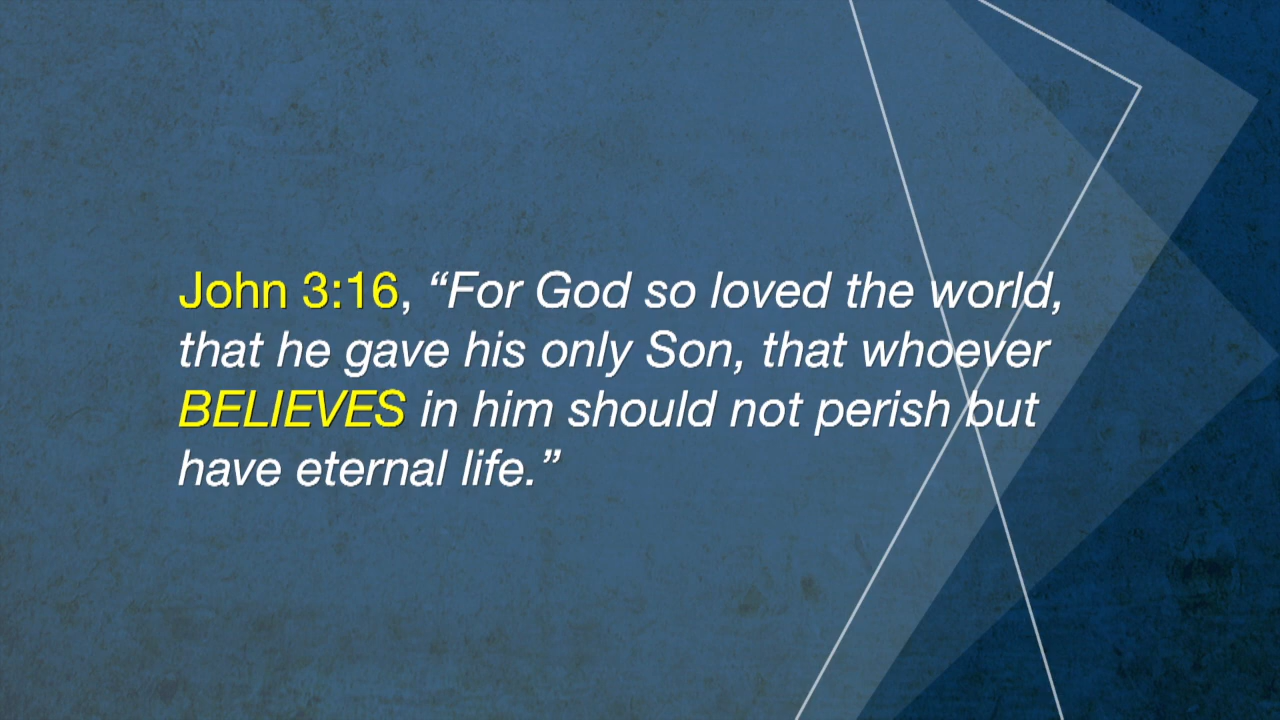 John 3:16, “For God so loved the world,
that he gave his only Son, that whoever
BELIEVES in him should not perish but
have eternal life.”